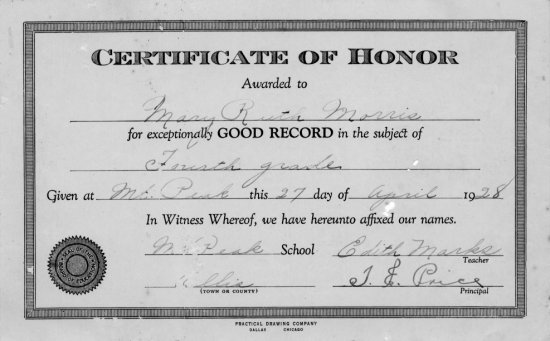 CERTIFICATE OF HONOR
Awarded to
Mary Ruth Morris
for exceptionally GOOD RECORD in the subject of
Fourth grade
Given at Mt. Peak this 27 day of April 1928
In Witness Whereof, we have hereunto affixed our names.
Mt. Peak School Edith Marks
Teacher
Ellis J. E. Price
(TOWN OR COUNTY) Principal
PRACTICAL DRAWING COMPANY
DALLAS CHICAGO